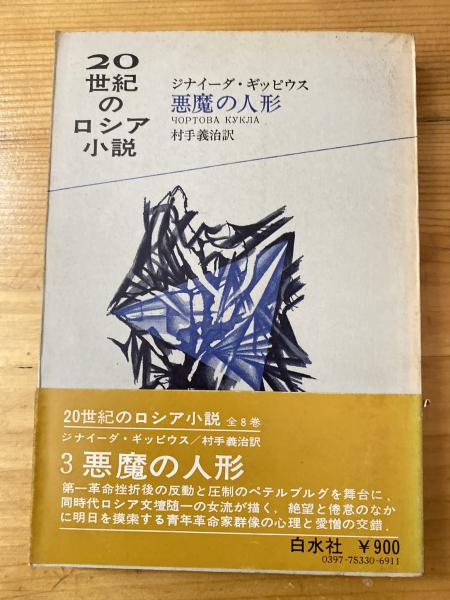 20
世紀
の
ロシア
小説
ジナイーダ・ギッピウス
悪魔の人形
ЧОРТОВА КУКЛА
村手義治訳
20世紀のロシア小説 全8巻
ジナイーダ・ギッピウス／村手義治訳
3 悪魔の人形
第一革命挫折後の反動と圧制のペテルブルグを舞台に，
同時代ロシア文壇随一の女流が描く，絶望と倦怠のなか
に明日を摸索する青年革命家群像の心理と愛憎の交錯．
白水社 ￥900
0397-75330-6911